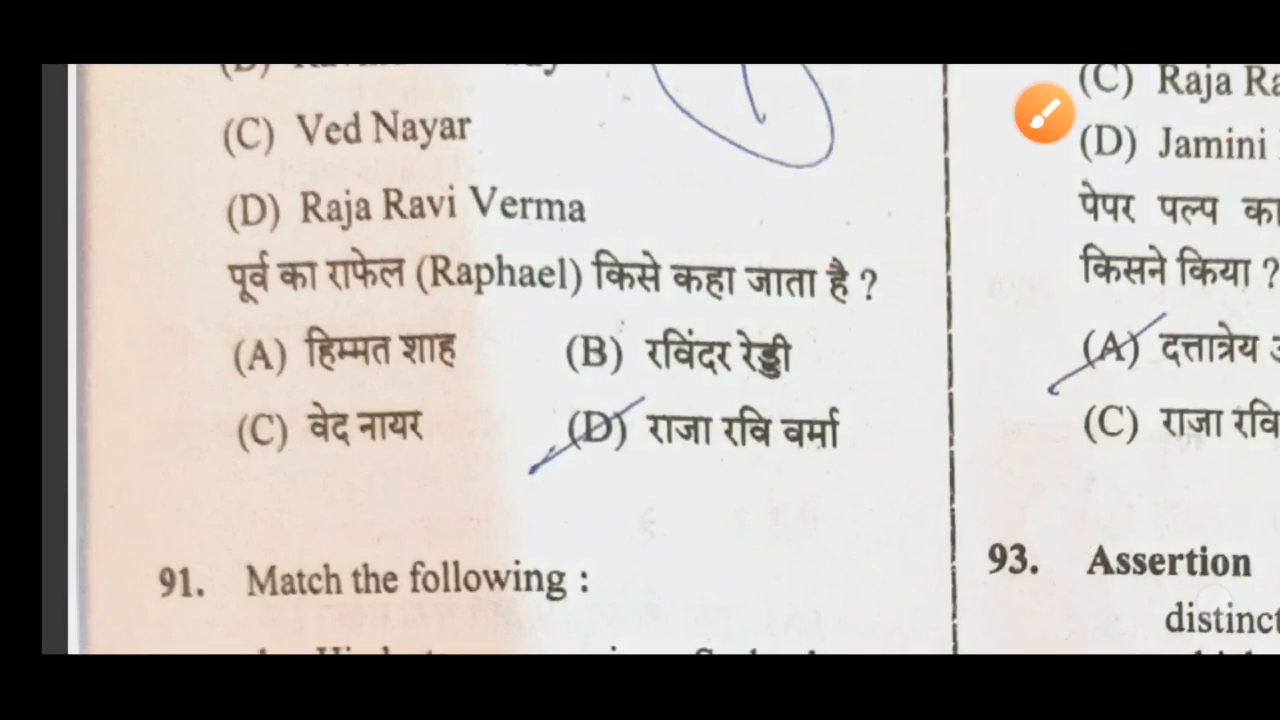 (C) Ved Nayar
(D) Raja Ravi Verma
पूर्व का राफेल (Raphael) किसे कहा जाता है ?
(A) हिम्मत शाह (B) रविंदर रेड्डी
(C) वेद नायर (D) राजा रवि वर्मा
91. Match the following :
(C) Raja
(D) Jamini
पेपर पल्प
किसने किया ?
(A) दत्तात्रेय
(C) राजा रवि
93. Assertion